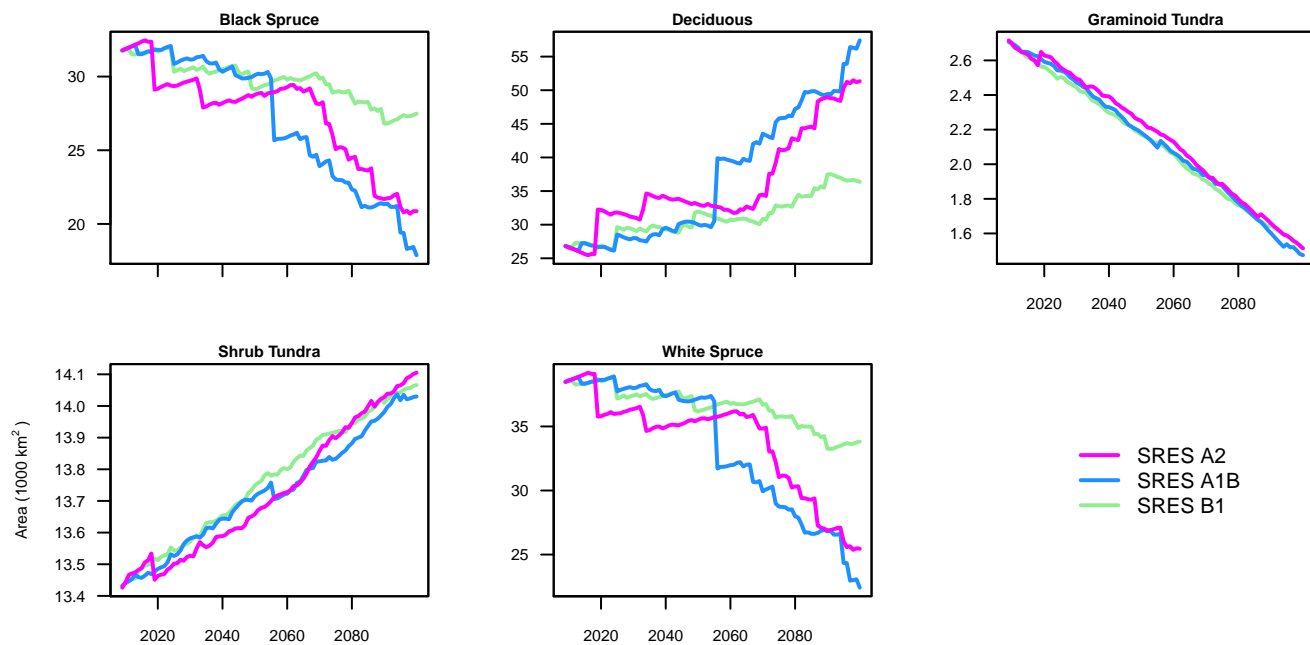 Black Spruce
Deciduous
Graminoid Tundra
30
25
20
55
50
45
40
35
30
25
2.6
2.4
2.2
2.0
1.8
1.6
2020 2040 2060 2080
Shrub Tundra
White Spruce
Area (1000 km²)
14.1
14.0
13.9
13.8
13.7
13.6
13.5
13.4
2020 2040 2060 2080
35
30
25
2020 2040 2060 2080
SRES A2
SRES A1B
SRES B1